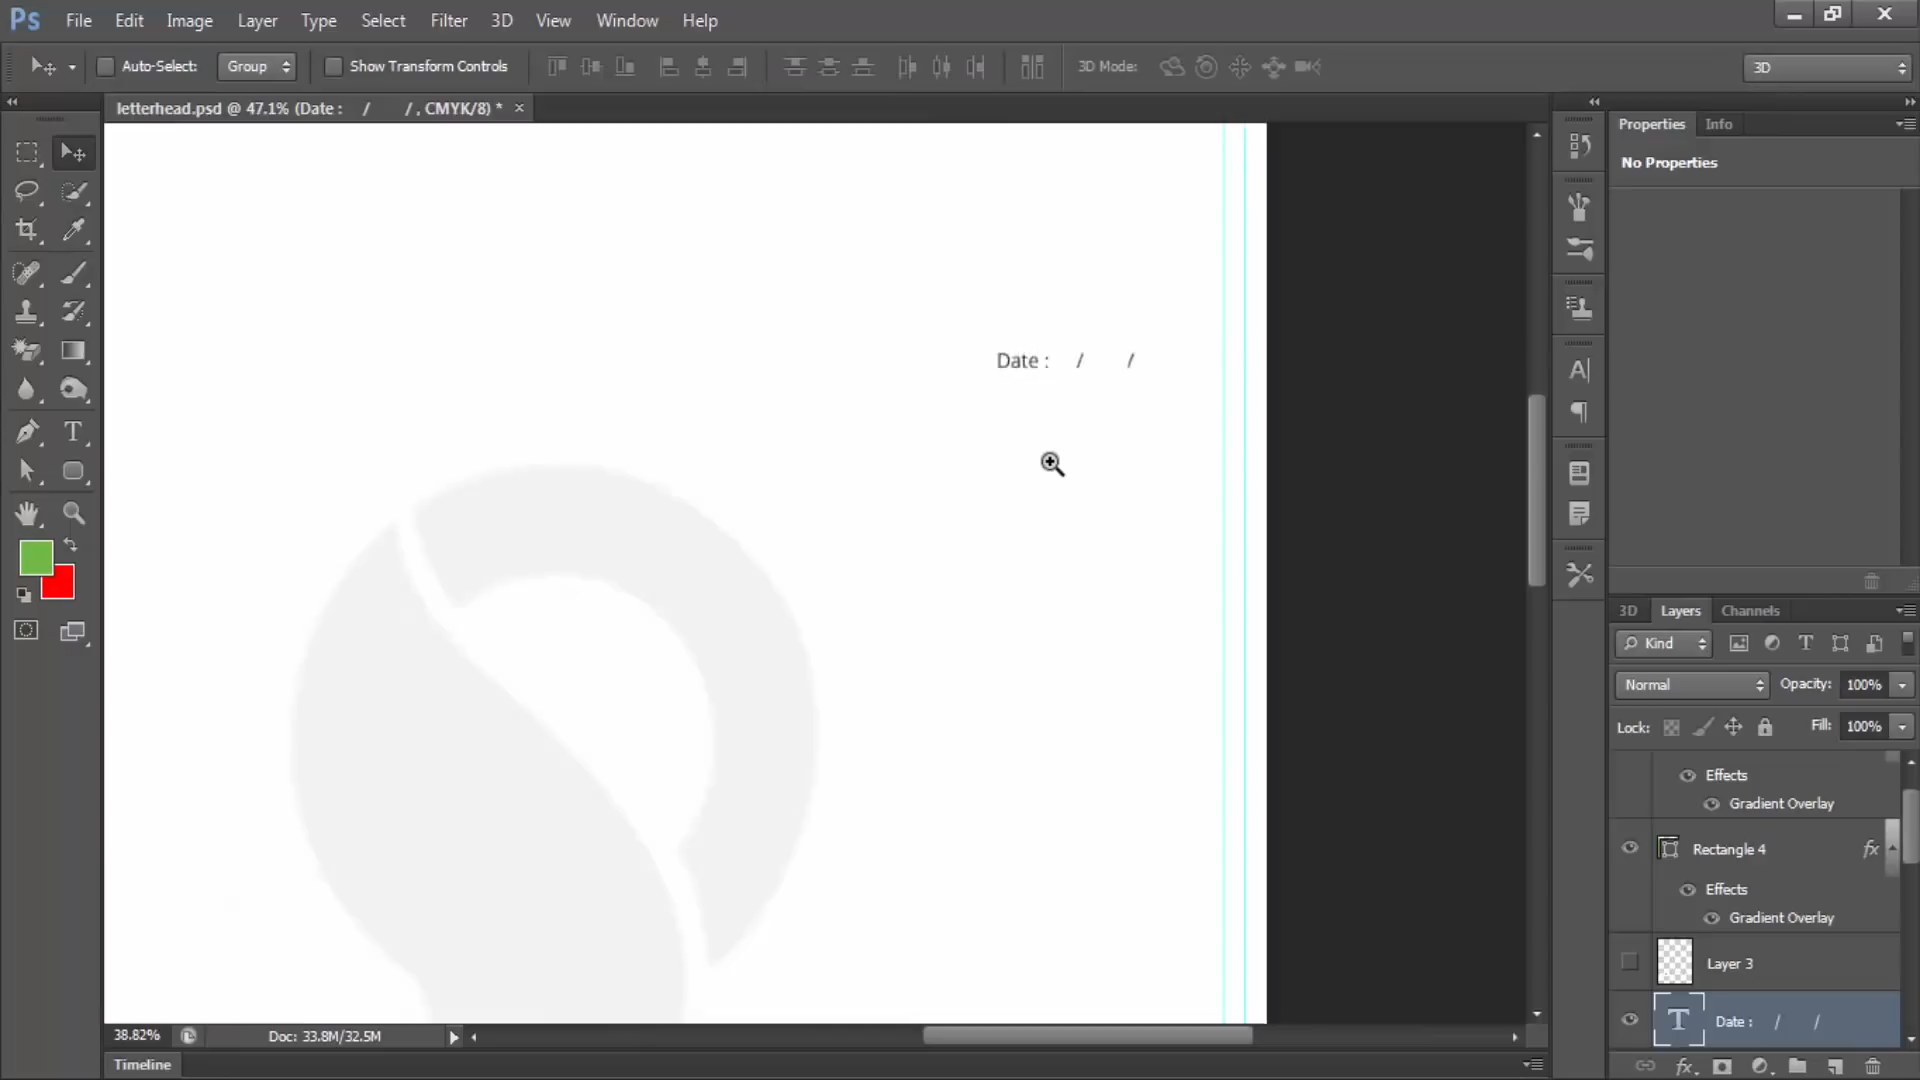 Ps File Edit Image Layer Type Select Filter 3D View Window Help
Auto-Select: Group Show Transform Controls 3D Mode: 3D
letterhead.psd @ 47.1% (Date : / / , CMYK/8) * ×
Properties Info
No Properties
Date : / /
3D Layers Channels
Kind
Normal Opacity: 100%
Lock: Fill: 100%
Effects
Gradient Overlay
Rectangle 4 fx
Effects
Gradient Overlay
Layer 3
T Date : / /
38.82% Doc: 33.8M/32.5M
fx
Timeline